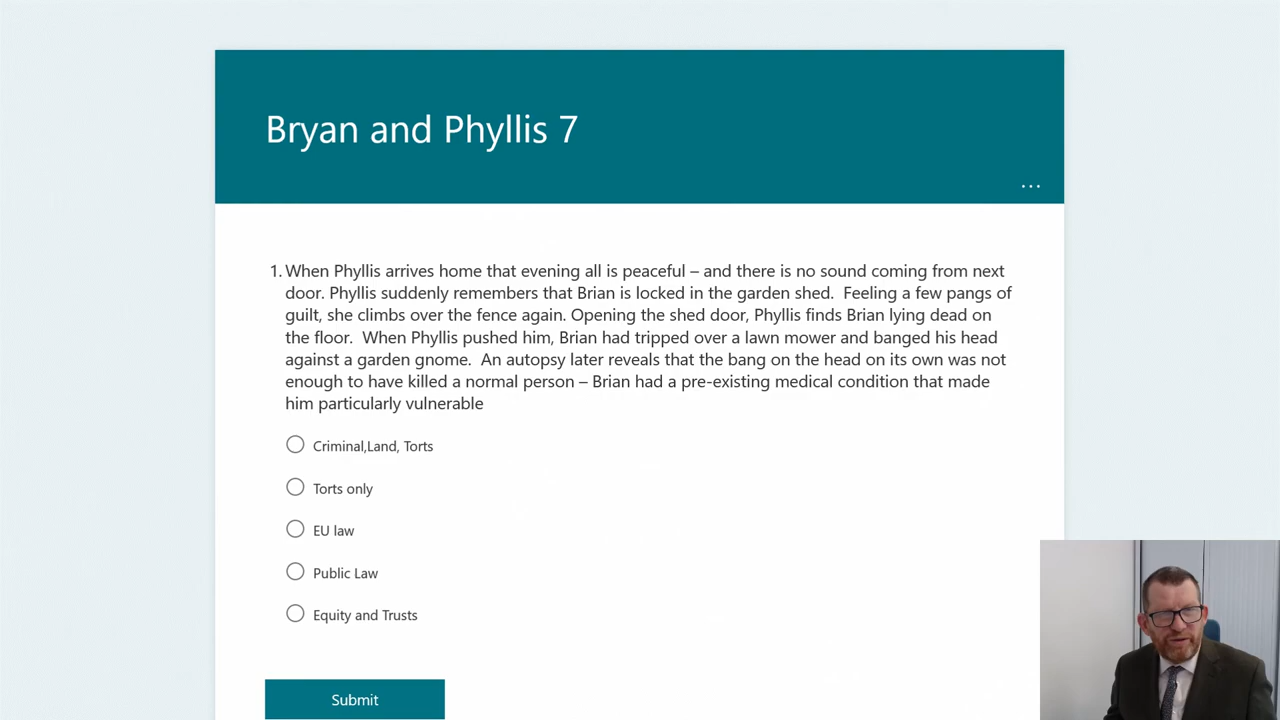 Bryan and Phyllis 7
...
1. When Phyllis arrives home that evening all is peaceful – and there is no sound coming from next
door. Phyllis suddenly remembers that Brian is locked in the garden shed.  Feeling a few pangs of
guilt, she climbs over the fence again. Opening the shed door, Phyllis finds Brian lying dead on
the floor.  When Phyllis pushed him, Brian had tripped over a lawn mower and banged his head
against a garden gnome.  An autopsy later reveals that the bang on the head on its own was not
enough to have killed a normal person – Brian had a pre-existing medical condition that made
him particularly vulnerable
Criminal,Land, Torts
Torts only
EU law
Public Law
Equity and Trusts
Submit